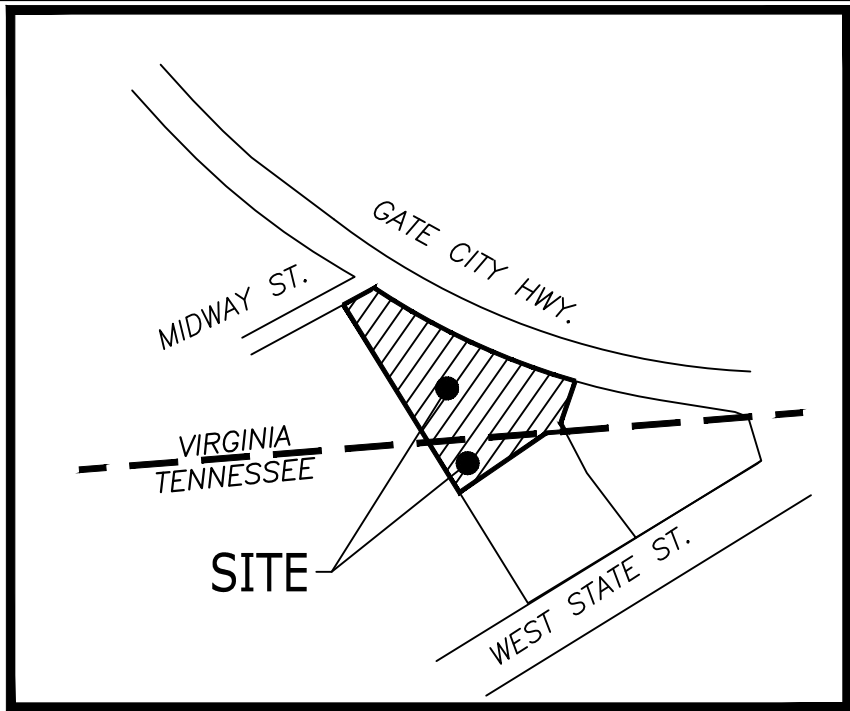 GATE CITY HWY.
MIDWAY ST.
VIRGINIA
TENNESSEE
SITE
WEST STATE ST.